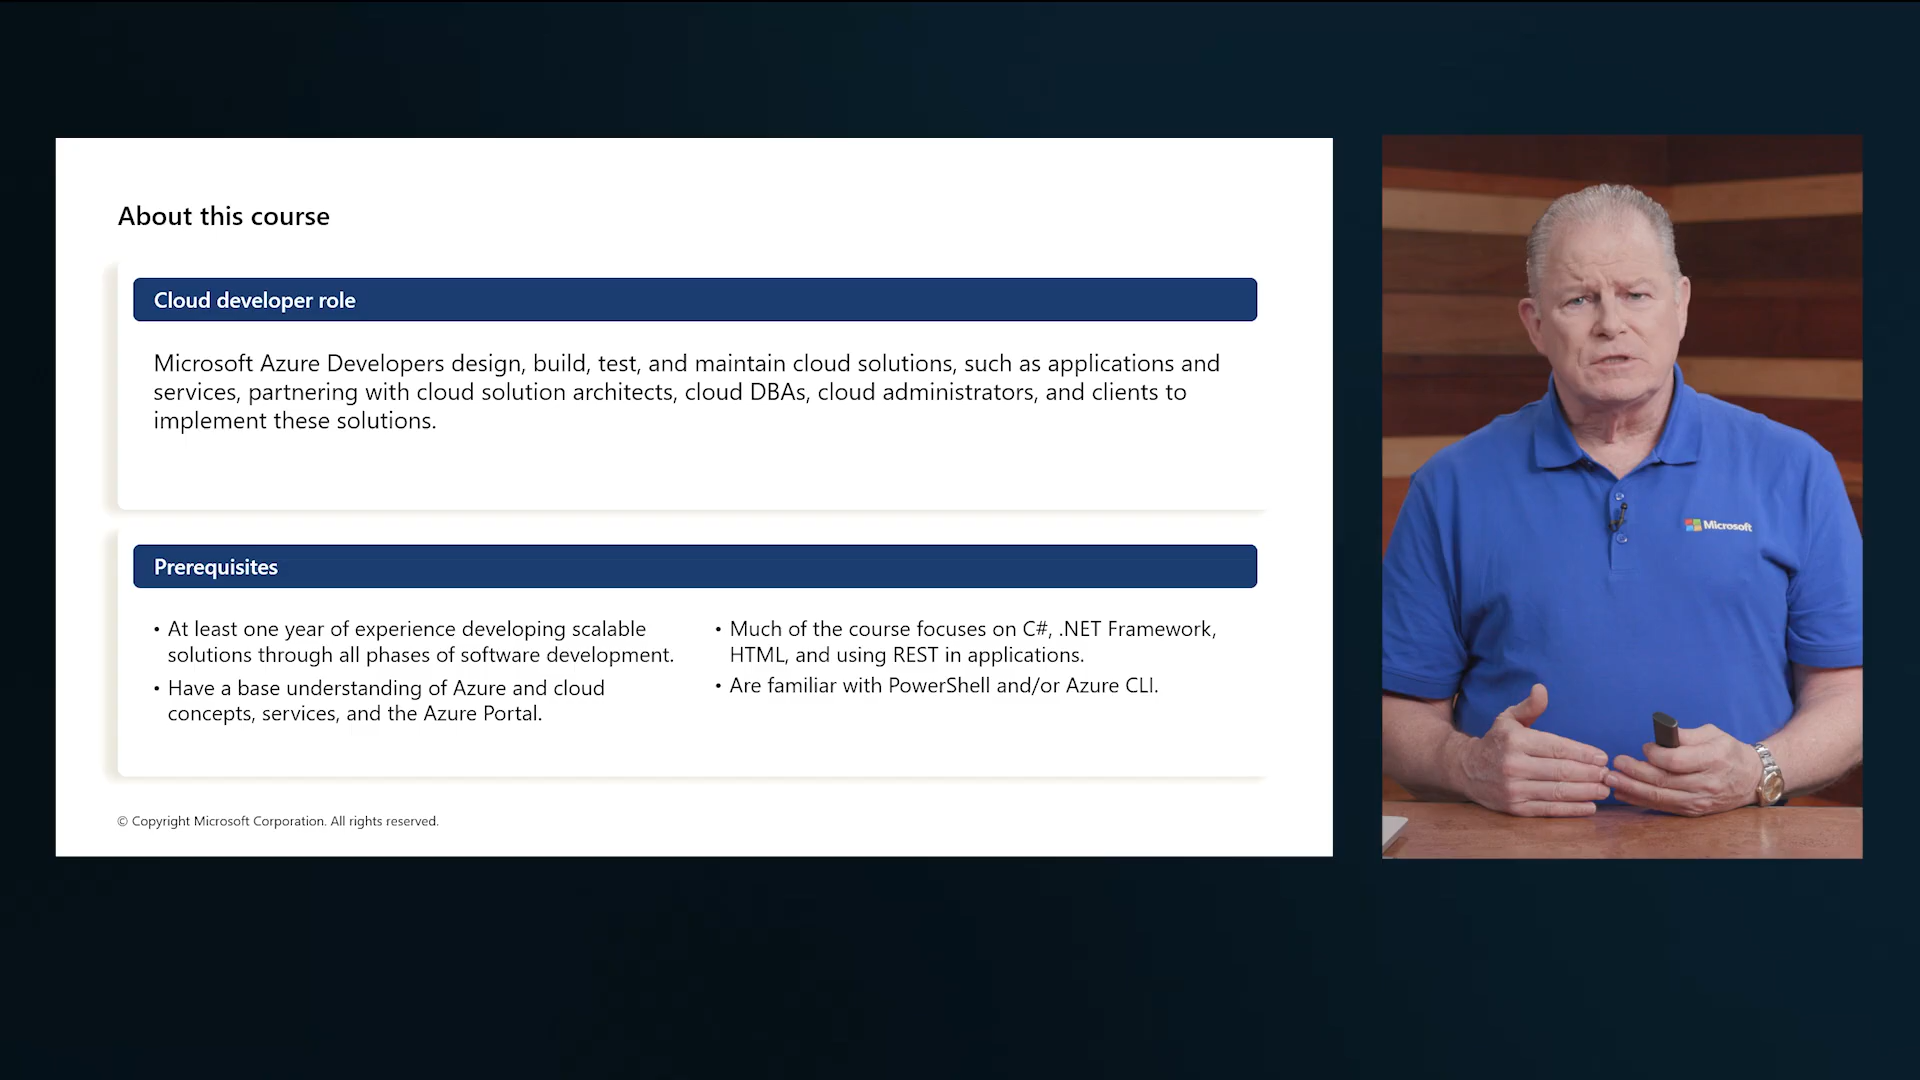 About this course
Cloud developer role
Microsoft Azure Developers design, build, test, and maintain cloud solutions, such as applications and
services, partnering with cloud solution architects, cloud DBAs, cloud administrators, and clients to
implement these solutions.
Prerequisites
• At least one year of experience developing scalable
solutions through all phases of software development.
• Have a base understanding of Azure and cloud
concepts, services, and the Azure Portal.
• Much of the course focuses on C#, .NET Framework,
HTML, and using REST in applications.
• Are familiar with PowerShell and/or Azure CLI.
© Copyright Microsoft Corporation. All rights reserved.
Microsoft